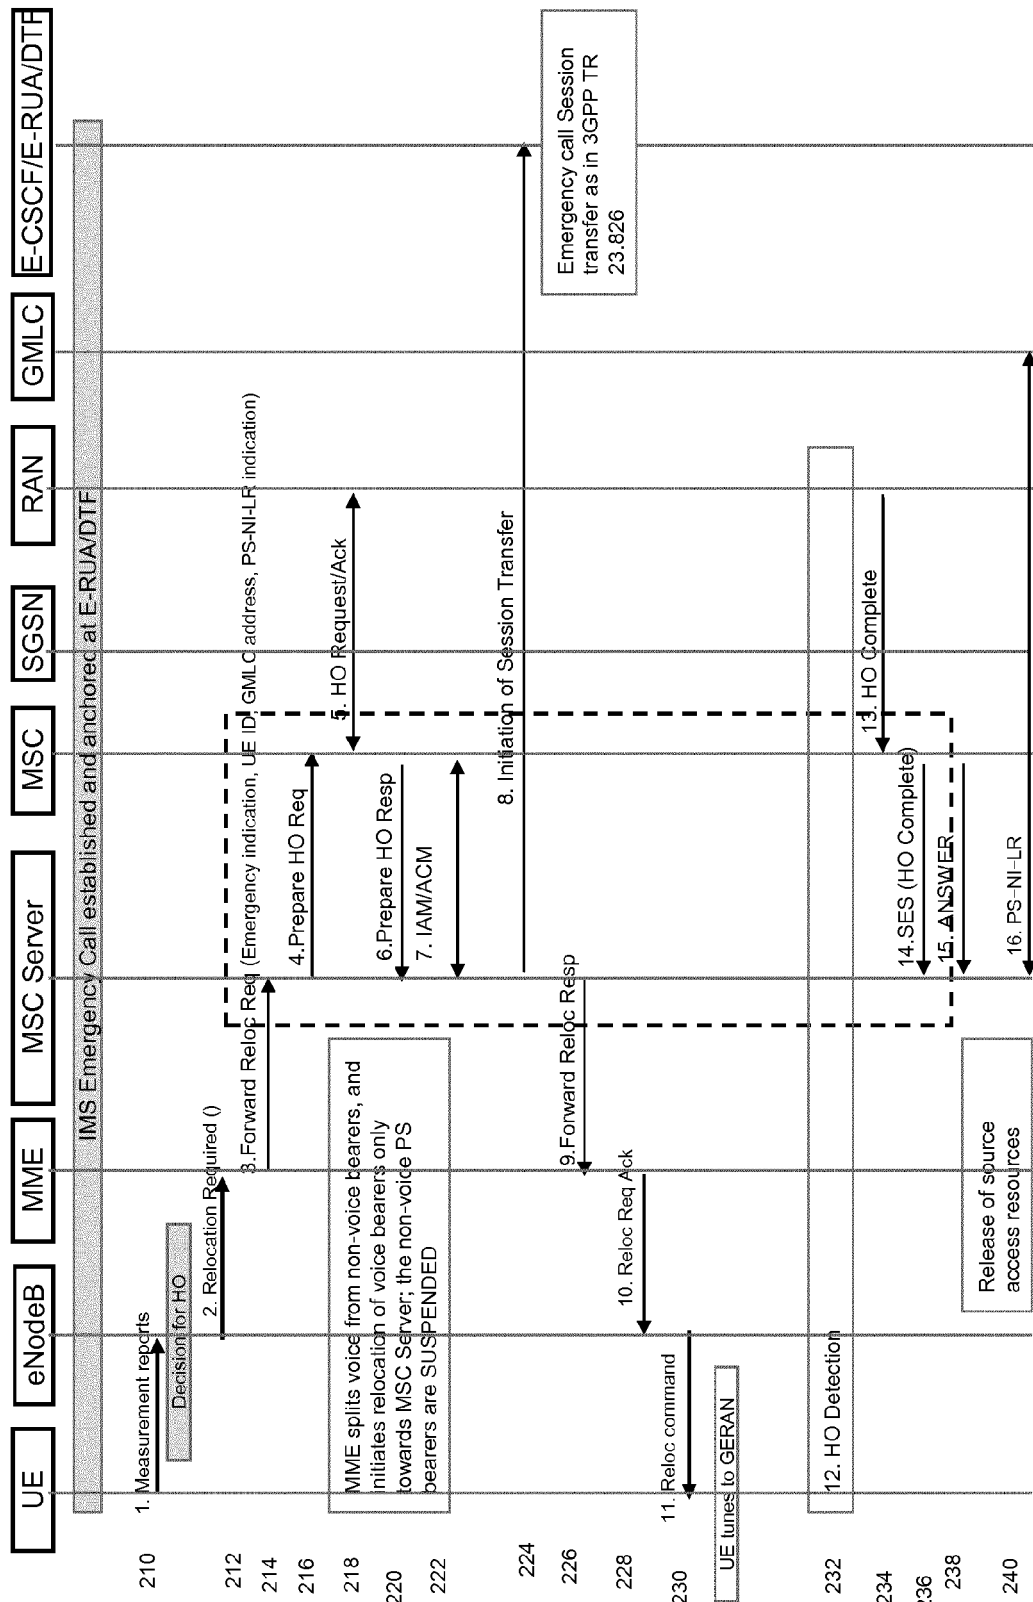 UE
eNodeB
MME
MSC Server
MSC
SGSN
RAN
GMLC
E-CSCF/E-RUA/DTF
IMS Emergency Call established and anchored at E-RUA/DTF
210
1. Measurement reports
Decision for HO
212
2. Relocation Required ()
214
3.Forward Reloc Req (Emergency indication, UE ID, GMLC address, PS-NI-LR indication)
216
4.Prepare HO Req
218
5. HO Request/Ack
MME splits voice from non-voice bearers, and
initiates relocation of voice bearers only
towards MSC Server; the non-voice PS
bearers are SUSPENDED
220
6.Prepare HO Resp
222
7. IAM/ACM
224
8. Initiation of Session Transfer
Emergency call Session
transfer as in 3GPP TR
23.826
226
9.Forward Reloc Resp
228
10. Reloc Req Ack
230
11. Reloc command
UE tunes to GERAN
232
12. HO Detection
234
13. HO Complete
236
14.SES (HO Complete)
238
15. ANSWER
Release of source
access resources
240
16. PS-NI-LR